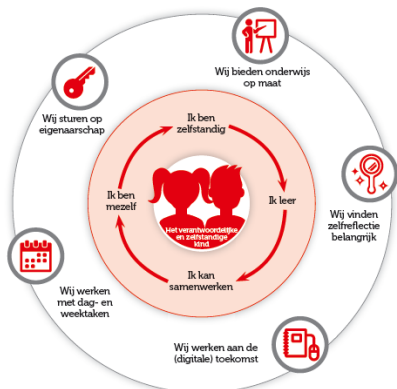 Wij bieden onderwijs
op maat
Wij sturen op
eigenaarschap
Ik ben
zelfstandig
Ik ben
mezelf
Ik leer
Het verantwoordelijke
en zelfstandige
kind
Wij vinden
zelfreflectie
belangrijk
Ik kan
samenwerken
Wij werken
met dag- en
weektaken
Wij werken aan de
(digitale) toekomst